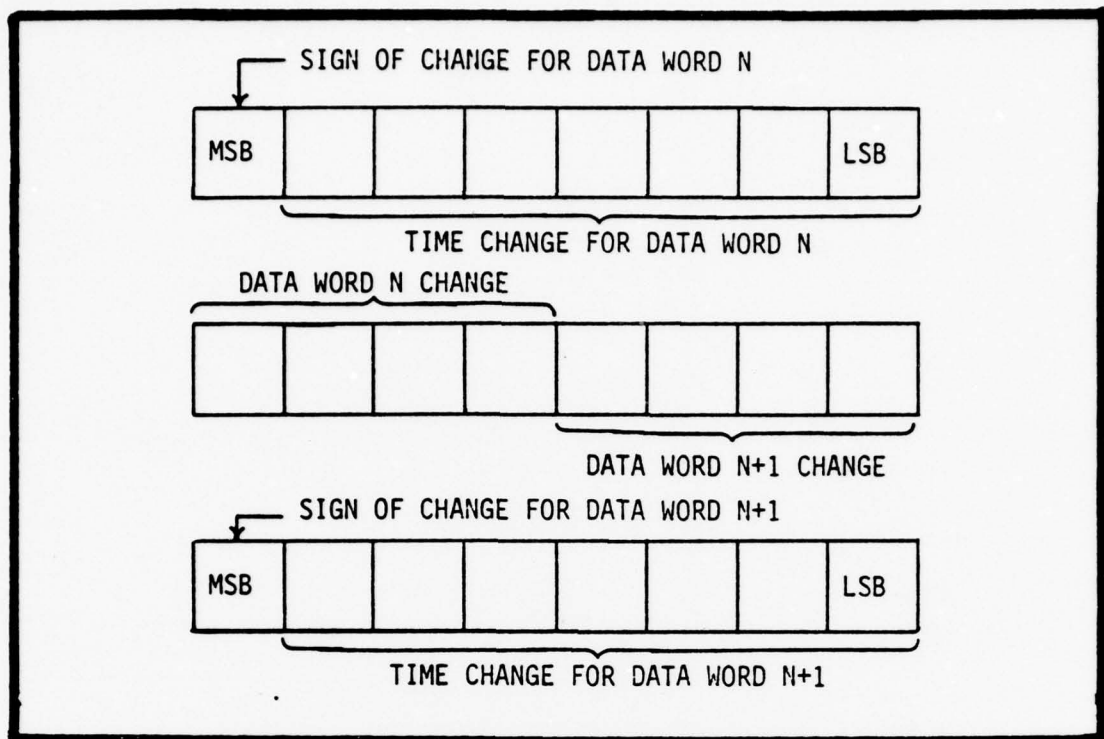 SIGN OF CHANGE FOR DATA WORD N
MSB LSB
TIME CHANGE FOR DATA WORD N
DATA WORD N CHANGE
DATA WORD N+1 CHANGE
SIGN OF CHANGE FOR DATA WORD N+1
MSB LSB
TIME CHANGE FOR DATA WORD N+1